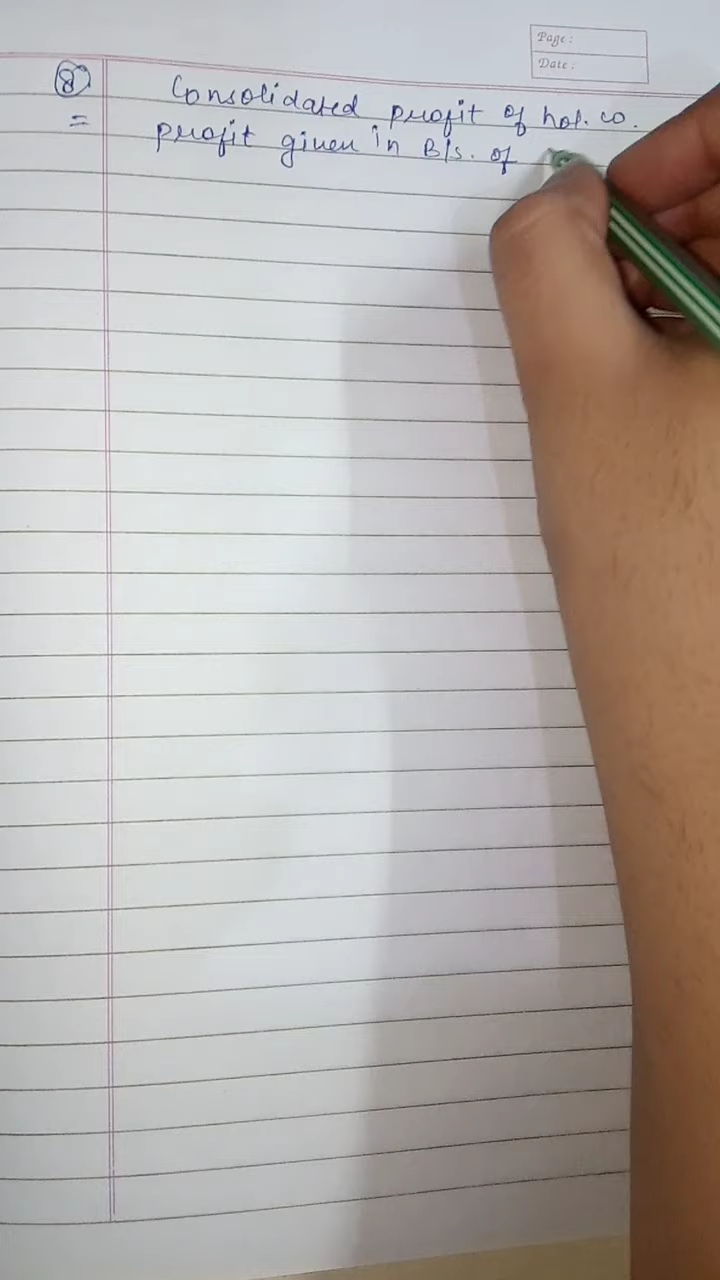 Page:
Date:
8 Consolidated profit of hol. co.
= profit given in B/s. of